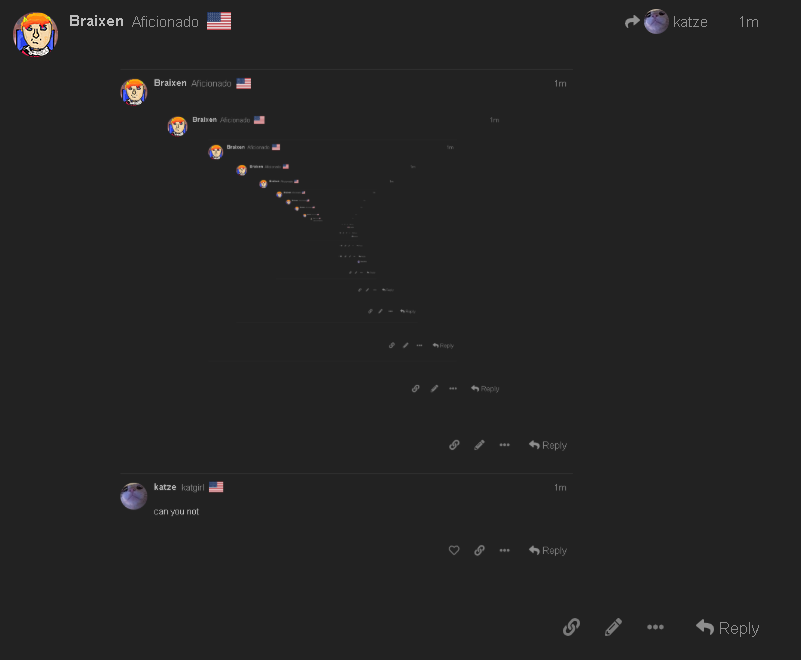 Braixen Aficionado katze 1m
Braixen Aficionado 1m
Braixen Aficionado 1m
Braixen Aficionado 1m
Braixen Aficionado
Braixen
Reply
Reply
Reply
Reply
katze katgirl 1m
can you not
Reply
Reply